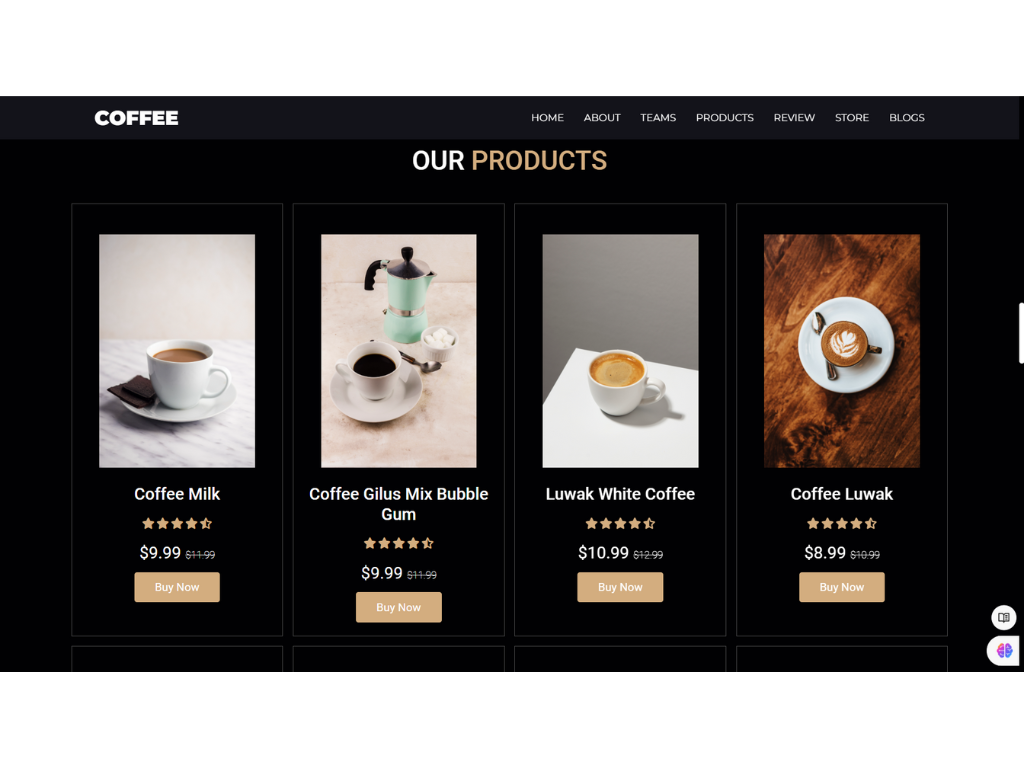 COFFEE
HOME ABOUT TEAMS PRODUCTS REVIEW STORE BLOGS
OUR PRODUCTS
Coffee Milk
$9.99 $11.99
Buy Now
Coffee Gilus Mix Bubble
Gum
$9.99 $11.99
Buy Now
Luwak White Coffee
$10.99 $12.99
Buy Now
Coffee Luwak
$8.99 $10.99
Buy Now